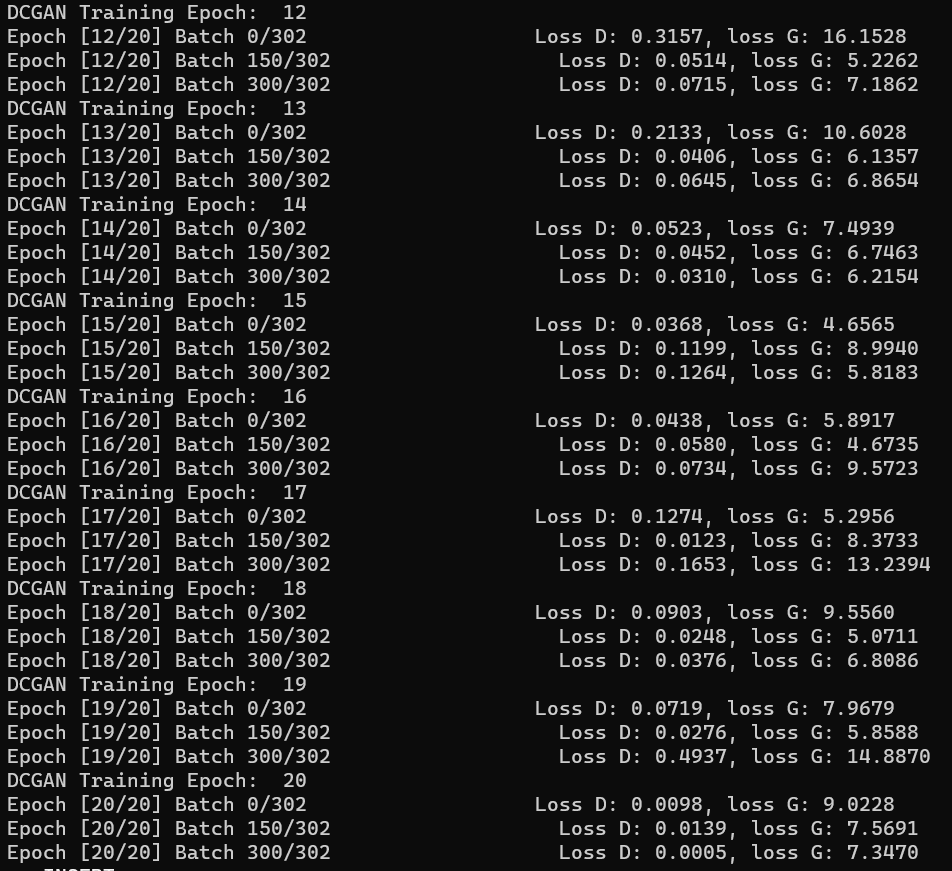 DCGAN Training Epoch:  12
Epoch [12/20] Batch 0/302                   Loss D: 0.3157, loss G: 16.1528
Epoch [12/20] Batch 150/302                   Loss D: 0.0514, loss G: 5.2262
Epoch [12/20] Batch 300/302                   Loss D: 0.0715, loss G: 7.1862
DCGAN Training Epoch:  13
Epoch [13/20] Batch 0/302                   Loss D: 0.2133, loss G: 10.6028
Epoch [13/20] Batch 150/302                   Loss D: 0.0406, loss G: 6.1357
Epoch [13/20] Batch 300/302                   Loss D: 0.0645, loss G: 6.8654
DCGAN Training Epoch:  14
Epoch [14/20] Batch 0/302                   Loss D: 0.0523, loss G: 7.4939
Epoch [14/20] Batch 150/302                   Loss D: 0.0452, loss G: 6.7463
Epoch [14/20] Batch 300/302                   Loss D: 0.0310, loss G: 6.2154
DCGAN Training Epoch:  15
Epoch [15/20] Batch 0/302                   Loss D: 0.0368, loss G: 4.6565
Epoch [15/20] Batch 150/302                   Loss D: 0.1199, loss G: 8.9940
Epoch [15/20] Batch 300/302                   Loss D: 0.1264, loss G: 5.8183
DCGAN Training Epoch:  16
Epoch [16/20] Batch 0/302                   Loss D: 0.0438, loss G: 5.8917
Epoch [16/20] Batch 150/302                   Loss D: 0.0580, loss G: 4.6735
Epoch [16/20] Batch 300/302                   Loss D: 0.0734, loss G: 9.5723
DCGAN Training Epoch:  17
Epoch [17/20] Batch 0/302                   Loss D: 0.1274, loss G: 5.2956
Epoch [17/20] Batch 150/302                   Loss D: 0.0123, loss G: 8.3733
Epoch [17/20] Batch 300/302                   Loss D: 0.1653, loss G: 13.2394
DCGAN Training Epoch:  18
Epoch [18/20] Batch 0/302                   Loss D: 0.0903, loss G: 9.5560
Epoch [18/20] Batch 150/302                   Loss D: 0.0248, loss G: 5.0711
Epoch [18/20] Batch 300/302                   Loss D: 0.0376, loss G: 6.8086
DCGAN Training Epoch:  19
Epoch [19/20] Batch 0/302                   Loss D: 0.0719, loss G: 7.9679
Epoch [19/20] Batch 150/302                   Loss D: 0.0276, loss G: 5.8588
Epoch [19/20] Batch 300/302                   Loss D: 0.4937, loss G: 14.8870
DCGAN Training Epoch:  20
Epoch [20/20] Batch 0/302                   Loss D: 0.0098, loss G: 9.0228
Epoch [20/20] Batch 150/302                   Loss D: 0.0139, loss G: 7.5691
Epoch [20/20] Batch 300/302                   Loss D: 0.0005, loss G: 7.3470